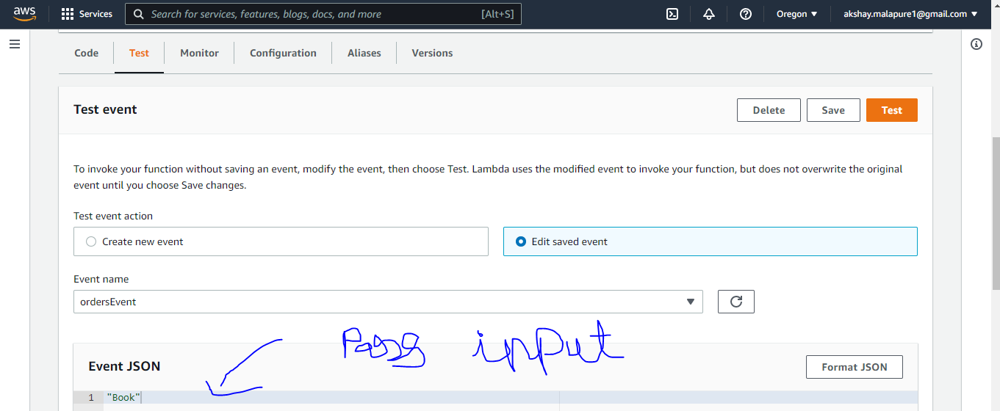 aws Services Search for services, features, blogs, docs, and more [Alt+S] Oregon akshay.malapure1@gmail.com
Code Test Monitor Configuration Aliases Versions
Test event Delete Save Test
To invoke your function without saving an event, modify the event, then choose Test. Lambda uses the modified event to invoke your function, but does not overwrite the original
event until you choose Save changes.
Test event action
Create new event Edit saved event
Event name
ordersEvent
Pass input
Event JSON Format JSON
1 "Book"